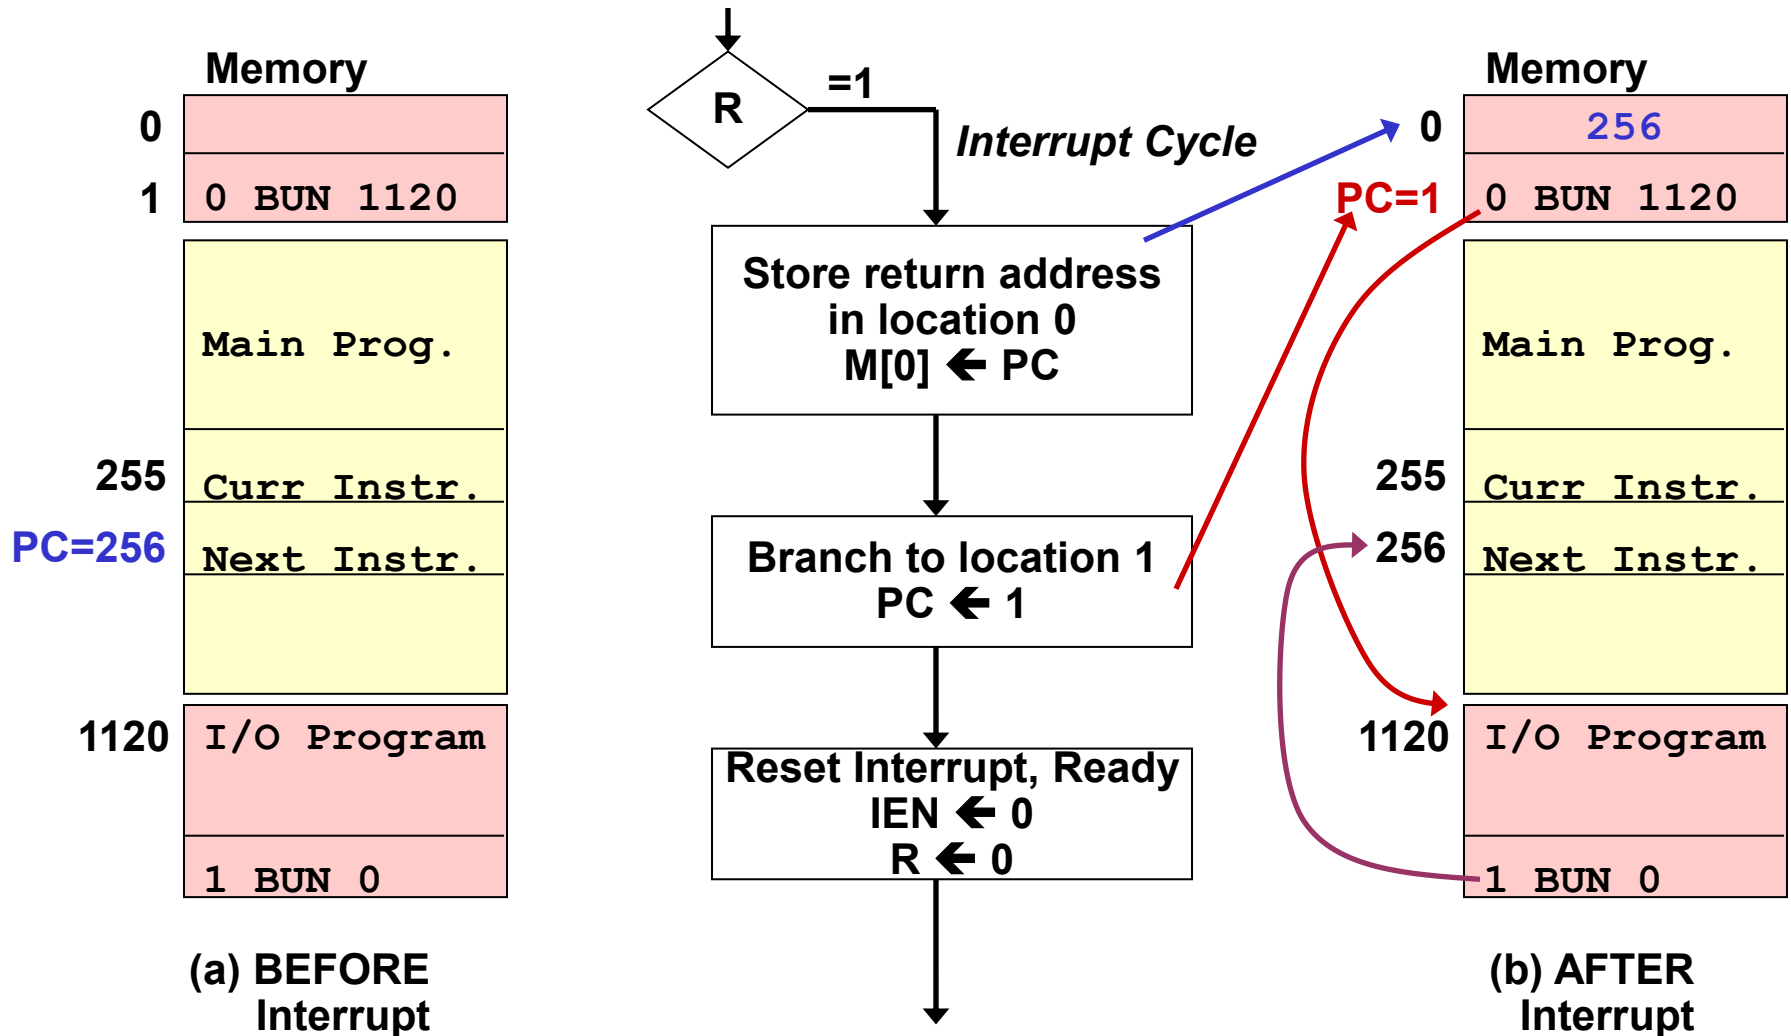 Memory
0
1 0 BUN 1120
Main Prog.
255 Curr Instr.
PC=256 Next Instr.
1120 I/O Program
1 BUN 0
(a) BEFORE
Interrupt
R
=1
Interrupt Cycle
Store return address
in location 0
M[0] 🡸 PC
Branch to location 1
PC 🡸 1
Reset Interrupt, Ready
IEN 🡸 0
R 🡸 0
Memory
0 256
PC=1 0 BUN 1120
Main Prog.
255 Curr Instr.
256 Next Instr.
1120 I/O Program
1 BUN 0
(b) AFTER
Interrupt